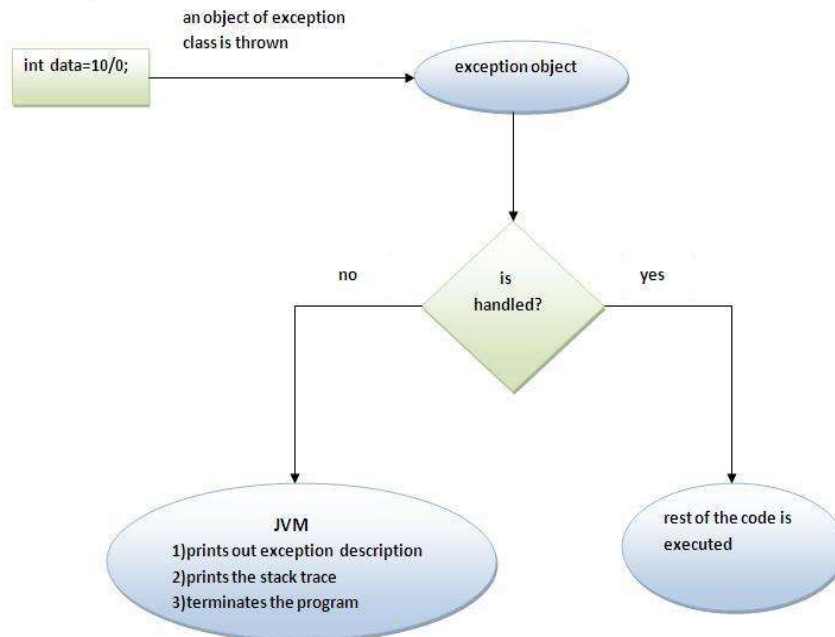 an object of exception
class is thrown
int data=10/0;
exception object
no
is
handled?
yes
JVM
1)prints out exception description
2)prints the stack trace
3)terminates the program
rest of the code is
executed